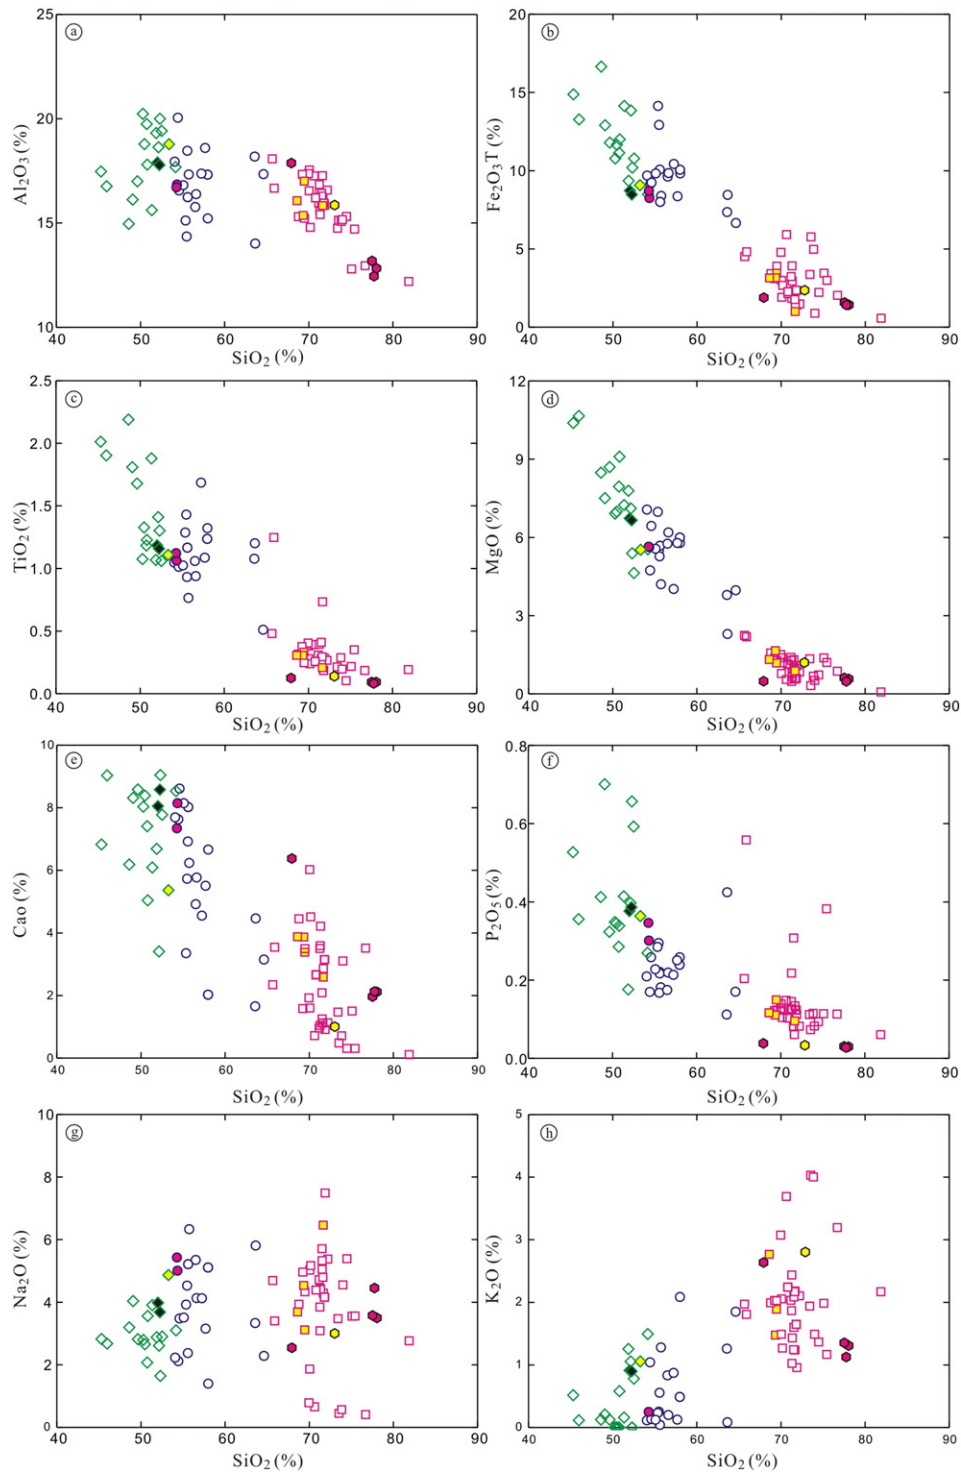 25
20
15
10
Al₂O₃ (%)
ⓐ
40 50 60 70 80 90
SiO₂ (%)
20
15
10
5
0
Fe₂O₃T (%)
ⓑ
40 50 60 70 80 90
SiO₂ (%)
2.5
2.0
1.5
1.0
0.5
0.0
TiO₂ (%)
ⓒ
40 50 60 70 80 90
SiO₂ (%)
12
9
6
3
0
MgO (%)
ⓓ
40 50 60 70 80 90
SiO₂ (%)
10
8
6
4
2
0
Cao (%)
ⓔ
40 50 60 70 80 90
SiO₂ (%)
0.8
0.6
0.4
0.2
0.0
P₂O₅ (%)
ⓕ
40 50 60 70 80 90
SiO₂ (%)
10
8
6
4
2
0
Na₂O (%)
ⓖ
40 50 60 70 80 90
SiO₂ (%)
5
4
3
2
1
0
K₂O (%)
ⓗ
40 50 60 70 80 90
SiO₂ (%)